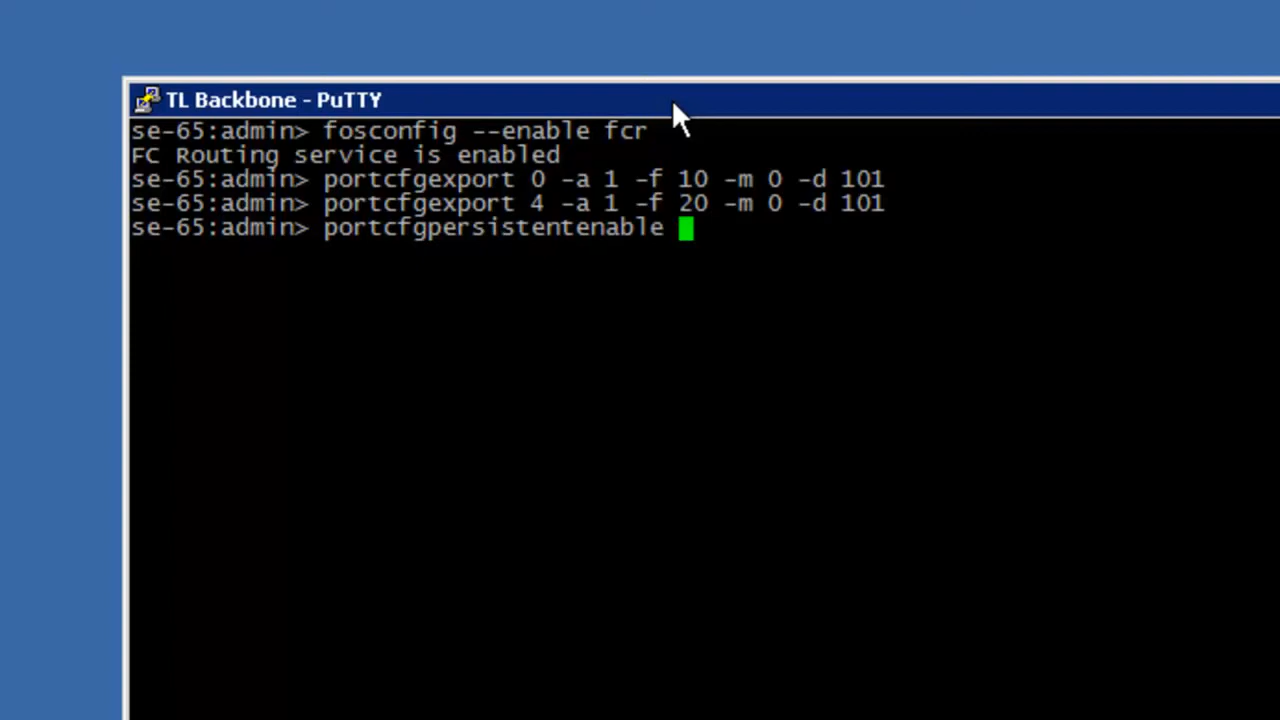 TL Backbone - PuTTY
se-65:admin> fosconfig --enable fcr
FC Routing service is enabled
se-65:admin> portcfgexport 0 -a 1 -f 10 -m 0 -d 101
se-65:admin> portcfgexport 4 -a 1 -f 20 -m 0 -d 101
se-65:admin> portcfgpersistentenable